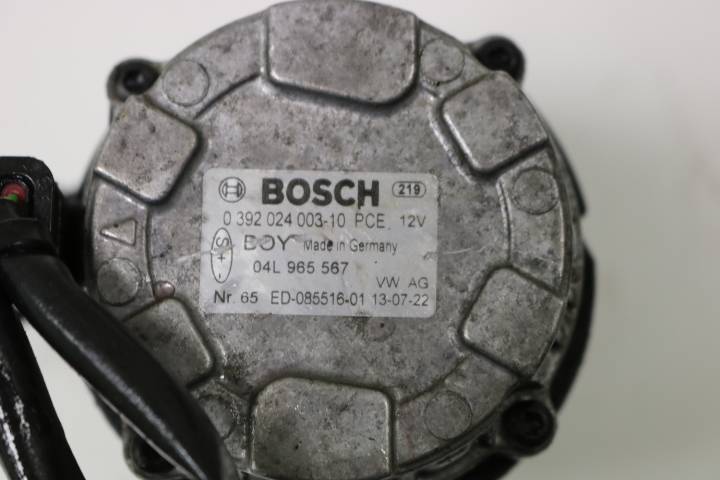 BOSCH 219
0 392 024 003-10 PCE 12V
S + - BOY Made in Germany
04L 965 567
VW AG
Nr. 65 ED-085516-01 13-07-22